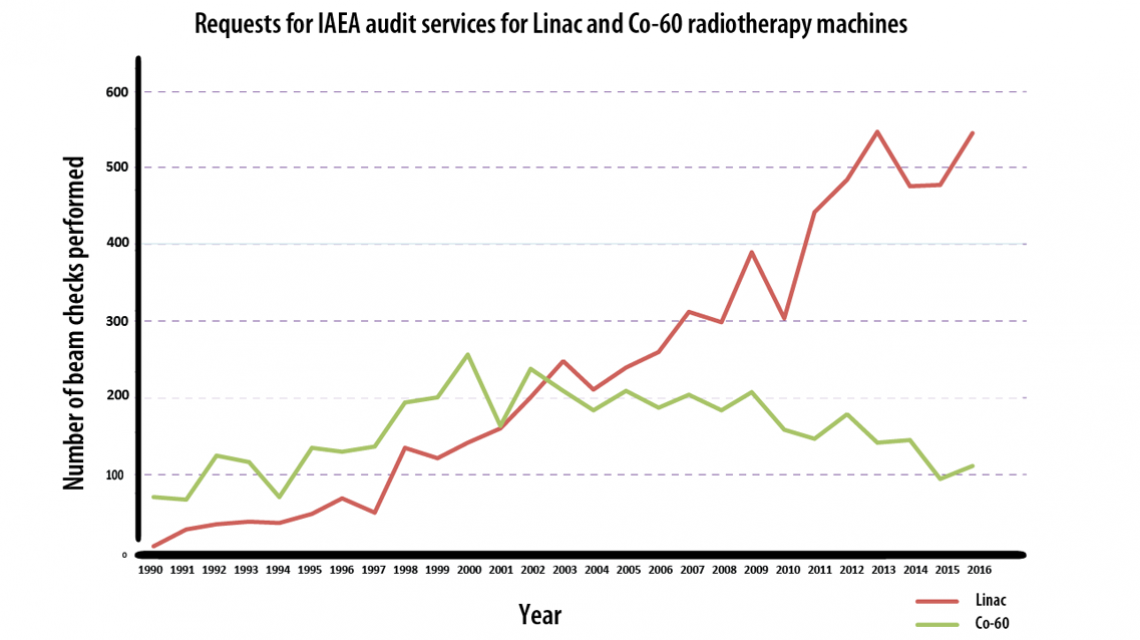 Requests for IAEA audit services for Linac and Co-60 radiotherapy machines
Number of beam checks performed
600
500
400
300
200
100
0
1990 1991 1992 1993 1994 1995 1996 1997 1998 1999 2000 2001 2002 2003 2004 2005 2006 2007 2008 2009 2010 2011 2012 2013 2014 2015 2016
Year
Linac
Co-60